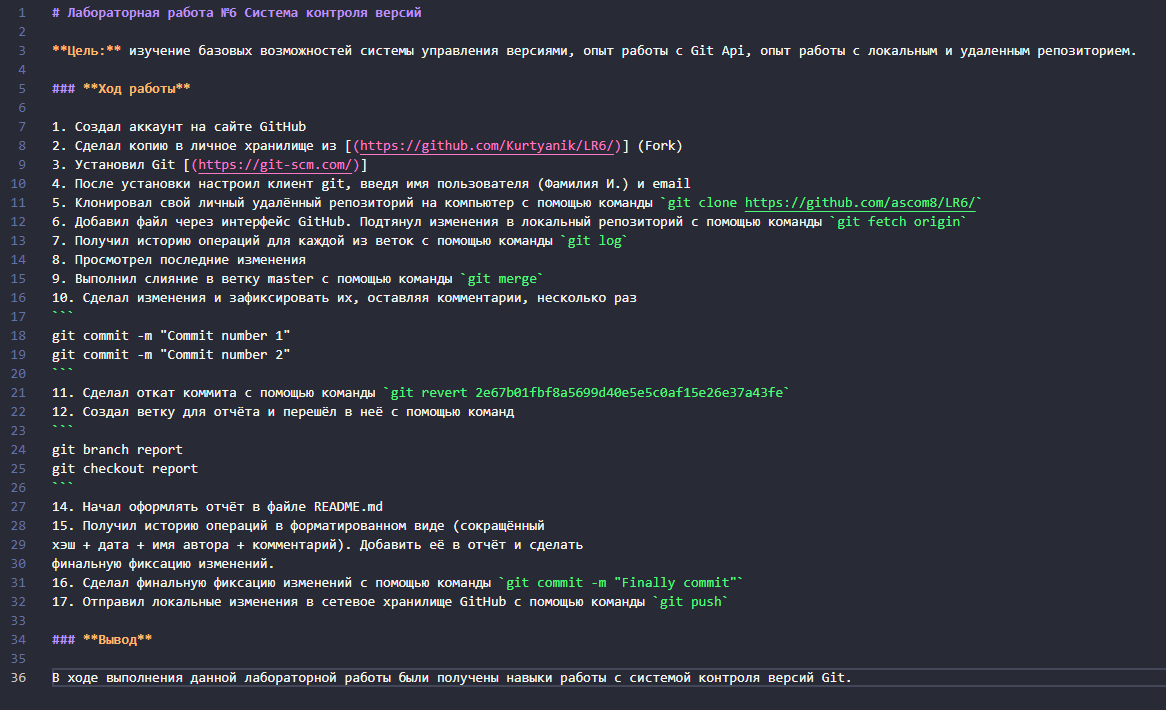 1 # Лабораторная работа №6 Система контроля версий
2
3 **Цель:** изучение базовых возможностей системы управления версиями, опыт работы с Git Api, опыт работы с локальным и удаленным репозиторием.
4
5 ### **Ход работы**
6
7 1. Создал аккаунт на сайте GitHub
8 2. Сделал копию в личное хранилище из [(https://github.com/Kurtyanik/LR6/)] (Fork)
9 3. Установил Git [(https://git-scm.com/)]
10 4. После установки настроил клиент git, введя имя пользователя (Фамилия И.) и email
11 5. Клонировал свой личный удалённый репозиторий на компьютер с помощью команды `git clone https://github.com/ascom8/LR6/`
12 6. Добавил файл через интерфейс GitHub. Подтянул изменения в локальный репозиторий с помощью команды `git fetch origin`
13 7. Получил историю операций для каждой из веток с помощью команды `git log`
14 8. Просмотрел последние изменения
15 9. Выполнил слияние в ветку master с помощью команды `git merge`
16 10. Сделал изменения и зафиксировать их, оставляя комментарии, несколько раз
17 ```
18 git commit -m "Commit number 1"
19 git commit -m "Commit number 2"
20 ```
21 11. Сделал откат коммита с помощью команды `git revert 2e67b01fbf8a5699d40e5e5c0af15e26e37a43fe`
22 12. Создал ветку для отчёта и перешёл в неё с помощью команд
23 ```
24 git branch report
25 git checkout report
26 ```
27 14. Начал оформлять отчёт в файле README.md
28 15. Получил историю операций в форматированном виде (сокращённый
29 хэш + дата + имя автора + комментарий). Добавить её в отчёт и сделать
30 финальную фиксацию изменений.
31 16. Сделал финальную фиксацию изменений с помощью команды `git commit -m "Finally commit"`
32 17. Отправил локальные изменения в сетевое хранилище GitHub с помощью команды `git push`
33
34 ### **Вывод**
35
36 В ходе выполнения данной лабораторной работы были получены навыки работы с системой контроля версий Git.